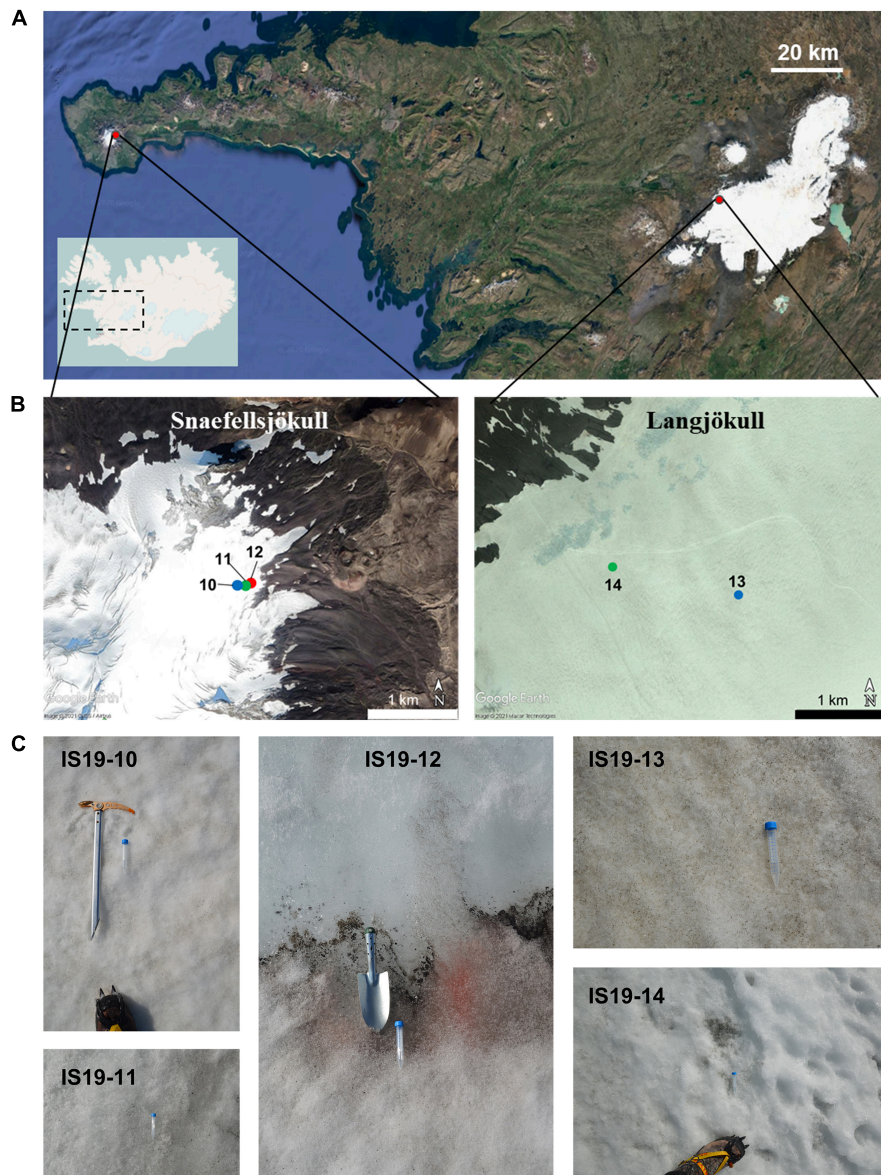 A
20 km
B
Snaefellsjökull
Langjökull
12
11
10
13
14
Google Earth
Google Earth
N
N
1 km
1 km
C
IS19-10
IS19-12
IS19-13
IS19-14
IS19-11